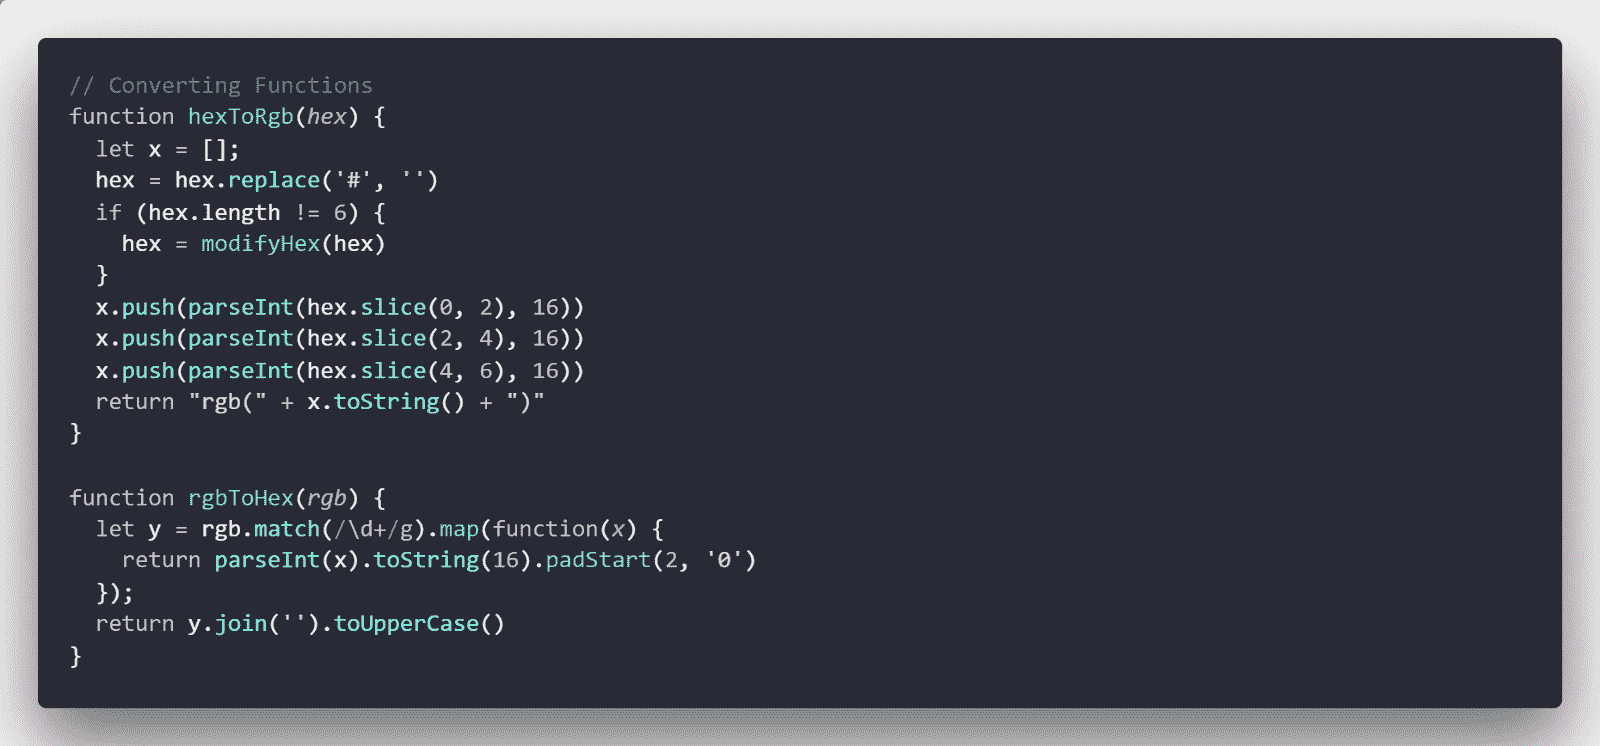 // Converting Functions
function hexToRgb(hex) {
  let x = [];
  hex = hex.replace('#', '')
  if (hex.length != 6) {
    hex = modifyHex(hex)
  }
  x.push(parseInt(hex.slice(0, 2), 16))
  x.push(parseInt(hex.slice(2, 4), 16))
  x.push(parseInt(hex.slice(4, 6), 16))
  return "rgb(" + x.toString() + ")"
}

function rgbToHex(rgb) {
  let y = rgb.match(/\d+/g).map(function(x) {
    return parseInt(x).toString(16).padStart(2, '0')
  });
  return y.join('').toUpperCase()
}